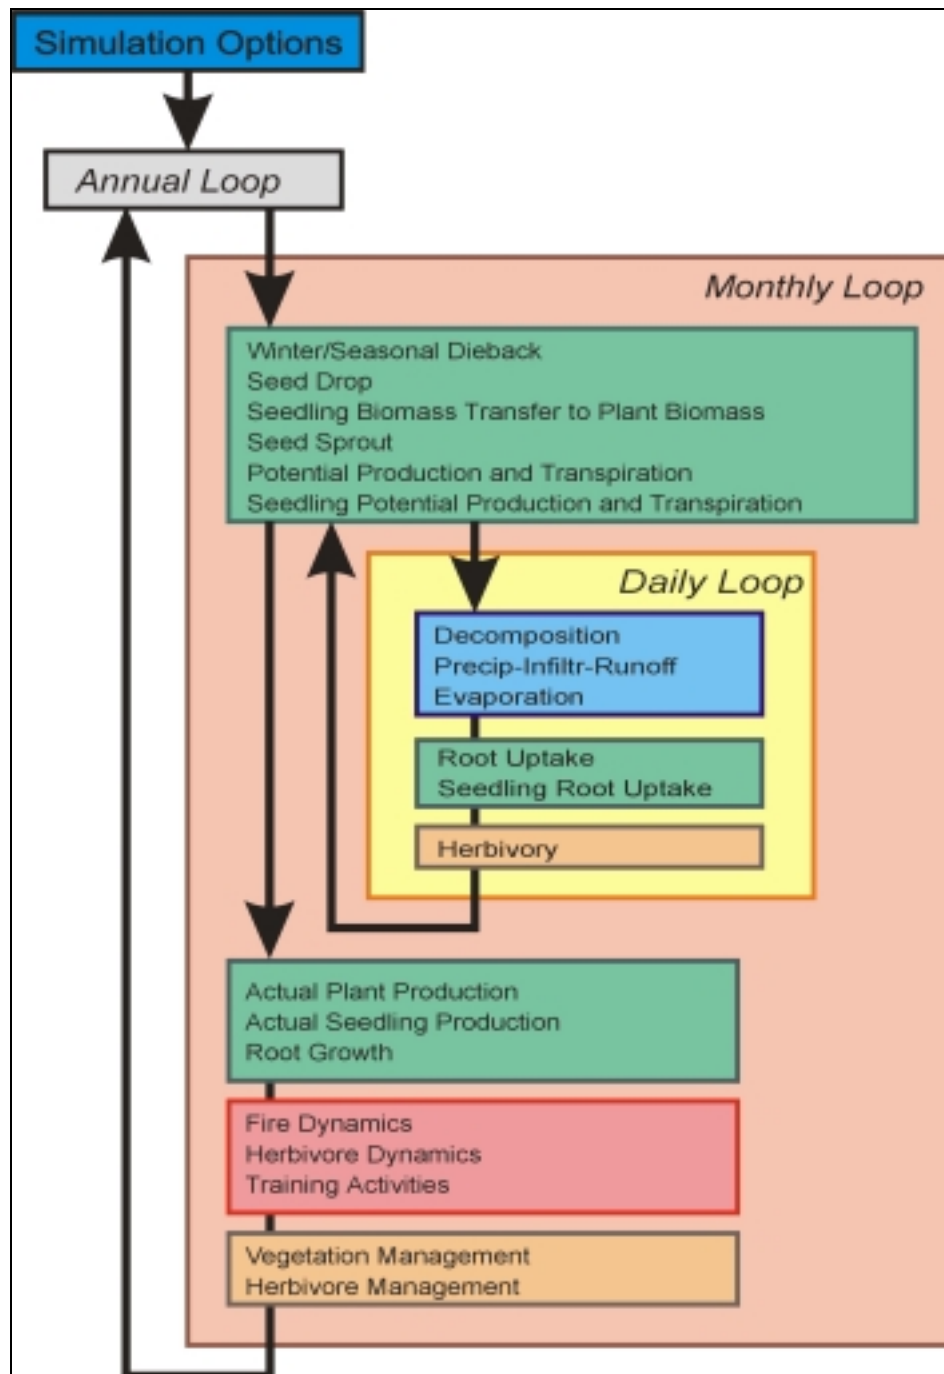 Simulation Options
Annual Loop
Monthly Loop
Winter/Seasonal Dieback
Seed Drop
Seedling Biomass Transfer to Plant Biomass
Seed Sprout
Potential Production and Transpiration
Seedling Potential Production and Transpiration
Daily Loop
Decomposition
Precip-Infiltr-Runoff
Evaporation
Root Uptake
Seedling Root Uptake
Herbivory
Actual Plant Production
Actual Seedling Production
Root Growth
Fire Dynamics
Herbivore Dynamics
Training Activities
Vegetation Management
Herbivore Management